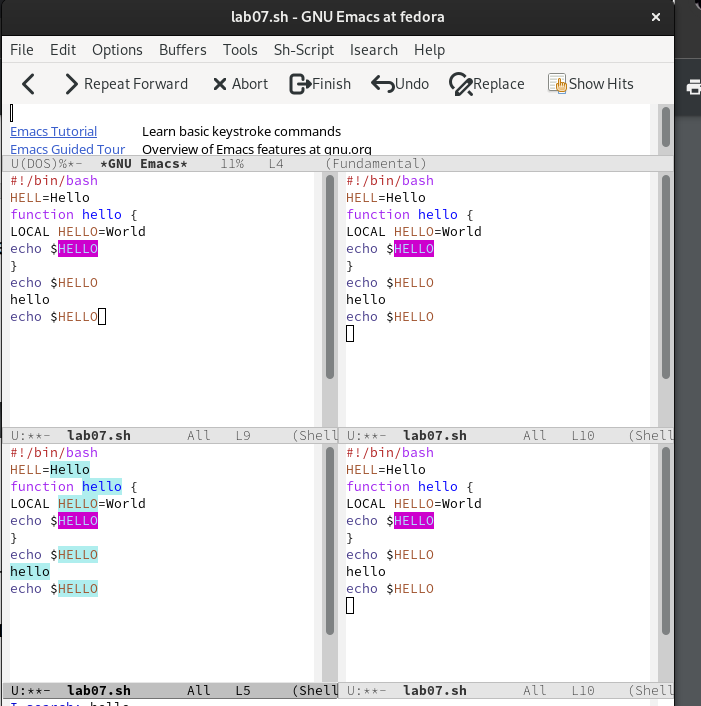 lab07.sh - GNU Emacs at fedora
File Edit Options Buffers Tools Sh-Script Isearch Help
Repeat Forward Abort Finish Undo Replace Show Hits
Emacs Tutorial Learn basic keystroke commands
Emacs Guided Tour Overview of Emacs features at gnu.org
U(DOS)%*- *GNU Emacs* 11% L4 (Fundamental)
#!/bin/bash
HELL=Hello
function hello {
LOCAL HELLO=World
echo $HELLO
}
echo $HELLO
hello
echo $HELLO
U:**- lab07.sh All L9 (Shell
#!/bin/bash
HELL=Hello
function hello {
LOCAL HELLO=World
echo $HELLO
}
echo $HELLO
hello
echo $HELLO
U:**- lab07.sh All L10 (Shell
#!/bin/bash
HELL=Hello
function hello {
LOCAL HELLO=World
echo $HELLO
}
echo $HELLO
hello
echo $HELLO
U:**- lab07.sh All L5 (Shell
#!/bin/bash
HELL=Hello
function hello {
LOCAL HELLO=World
echo $HELLO
}
echo $HELLO
hello
echo $HELLO
U:**- lab07.sh All L10 (Shell
I-search: hello